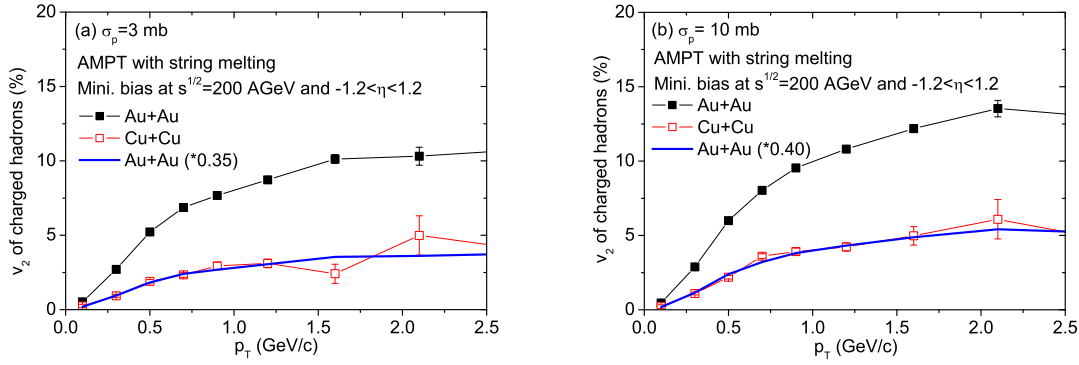 (a) σp=3 mb
AMPT with string melting
Mini. bias at s^1/2=200 AGeV and -1.2<η<1.2
Au+Au
Cu+Cu
Au+Au (*0.35)
v2 of charged hadrons (%)
20
15
10
5
0
0.0 0.5 1.0 1.5 2.0 2.5
pT (GeV/c)
(b) σp= 10 mb
AMPT with string melting
Mini. bias at s^1/2=200 AGeV and -1.2<η<1.2
Au+Au
Cu+Cu
Au+Au (*0.40)
v2 of charged hadrons (%)
20
15
10
5
0
0.0 0.5 1.0 1.5 2.0 2.5
pT (GeV/c)